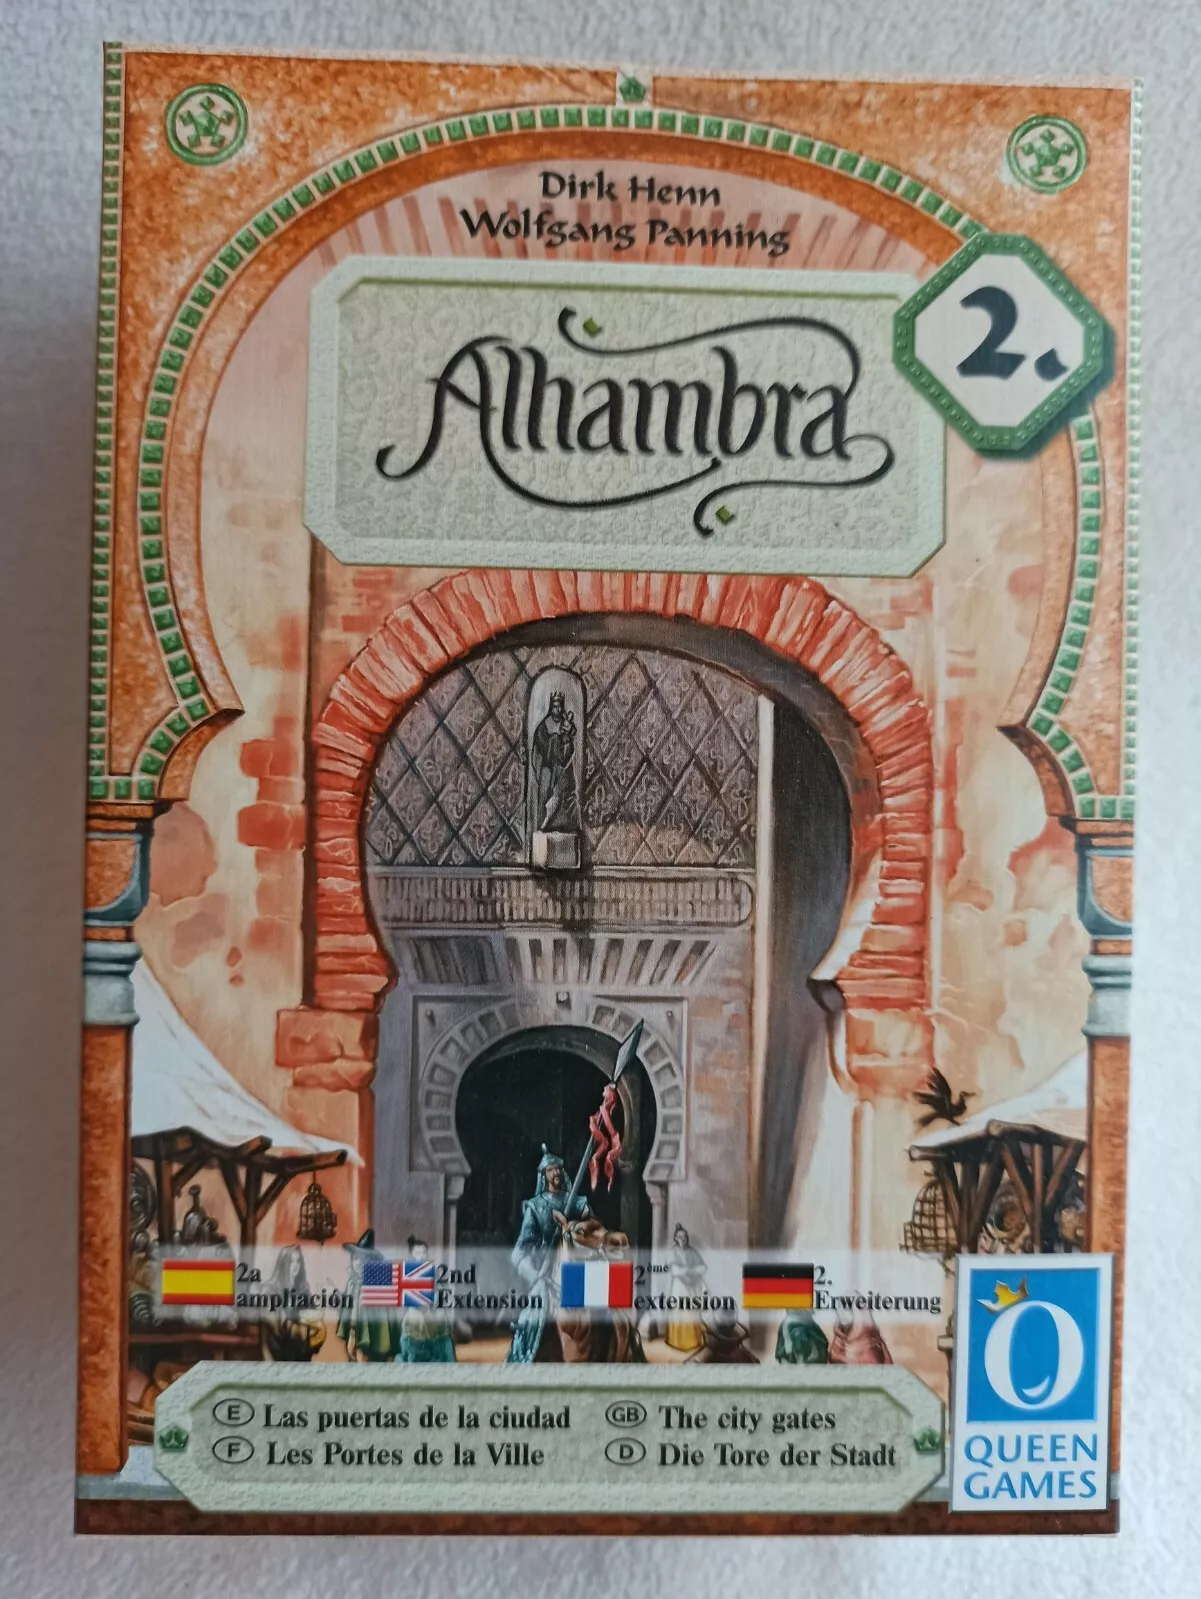 Dirk Henn
Wolfgang Panning
Alhambra
2.
2a
ampliación
2nd
Extension
2ème
extension
2.
Erweiterung
E Las puertas de la ciudad
GB The city gates
F Les Portes de la Ville
D Die Tore der Stadt
Q
QUEEN
GAMES